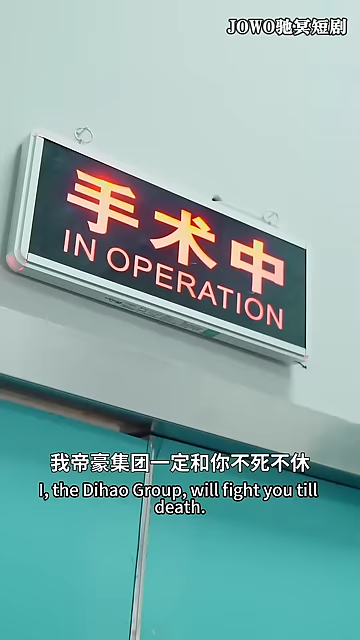 JOWO驰冥短剧
手术中
IN OPERATION
我帝豪集团一定和你不死不休
I, the Dihao Group, will fight you till
death.